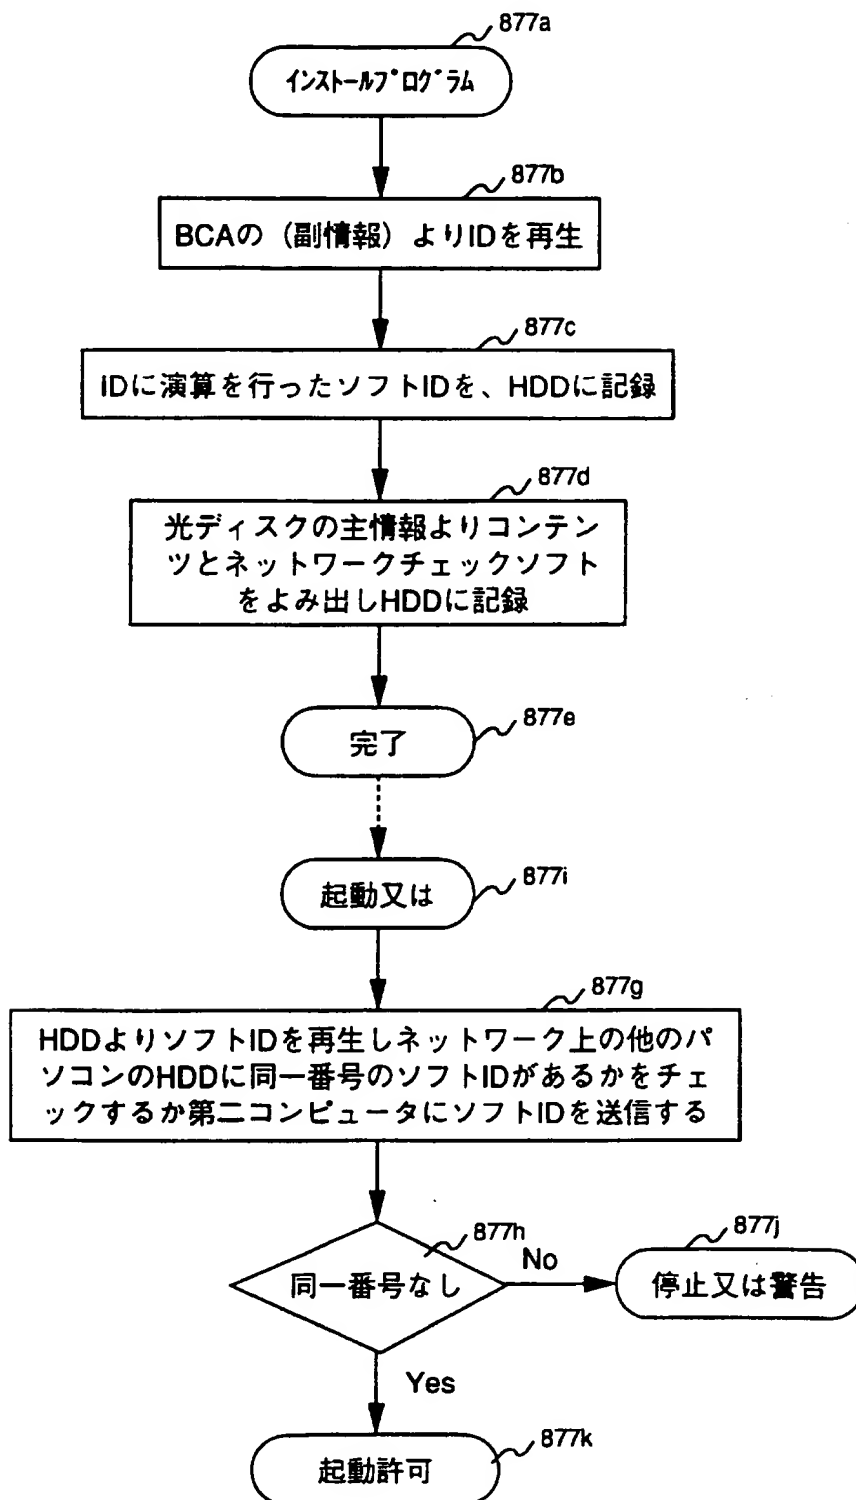 877a
インストールプログラム
877b
BCAの（副情報）よりIDを再生
877c
IDに演算を行ったソフトIDを、HDDに記録
877d
光ディスクの主情報よりコンテン
ツとネットワークチェックソフト
をよみ出しHDDに記録
877e
完了
877i
起動又は
877g
HDDよりソフトIDを再生しネットワーク上の他のパ
ソコンのHDDに同一番号のソフトIDがあるかをチェ
ックするか第二コンピュータにソフトIDを送信する
877h
同一番号なし
No
877j
停止又は警告
Yes
877k
起動許可